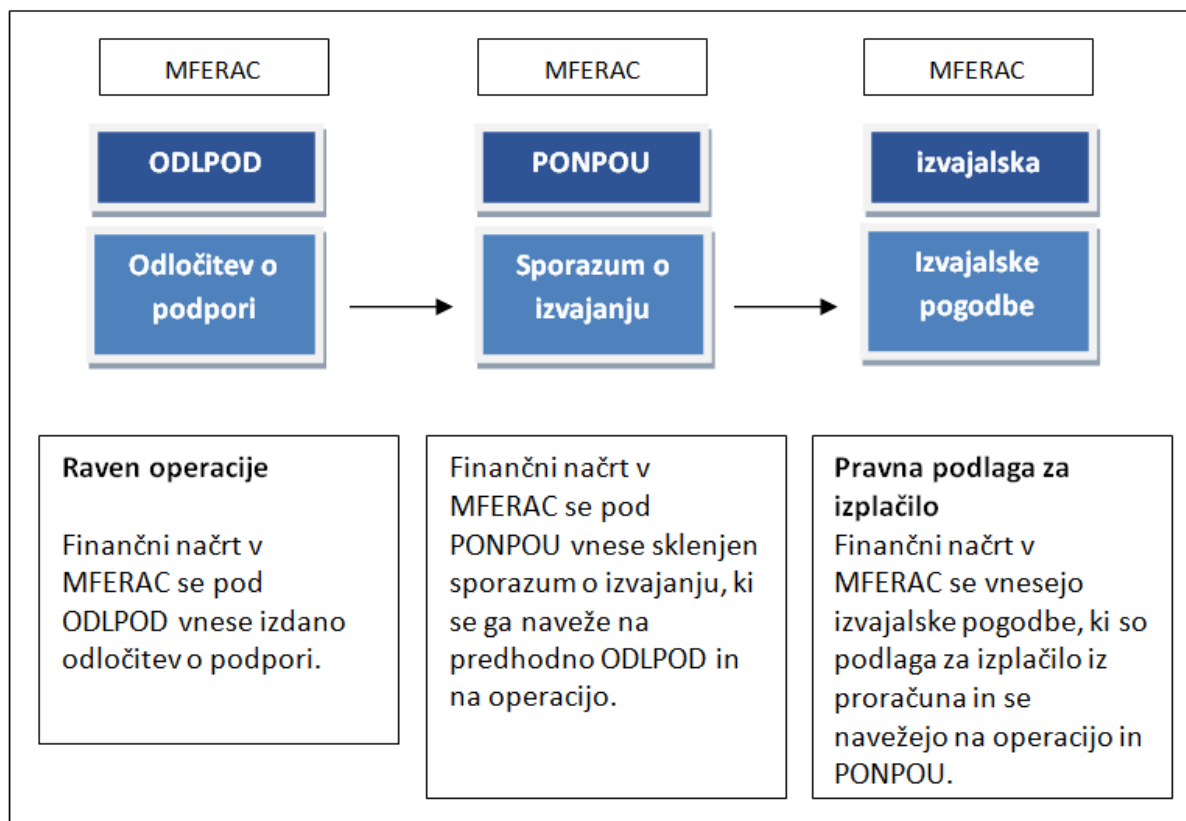 MFERAC
ODLPOD
Odločitev o
podpori
MFERAC
PONPOU
Sporazum o
izvajanju
MFERAC
izvajalska
Izvajalske
pogodbe
Raven operacije
Finančni načrt v
MFERAC se pod
ODLPOD vnese izdano
odločitev o podpori.
Finančni načrt v
MFERAC se pod
PONPOU vnese sklenjen
sporazum o izvajanju, ki
se ga naveže na
predhodno ODLPOD in
na operacijo.
Pravna podlaga za
izplačilo
Finančni načrt v
MFERAC se vnesejo
izvajalske pogodbe, ki so
podlaga za izplačilo iz
proračuna in se
navežejo na operacijo in
PONPOU.